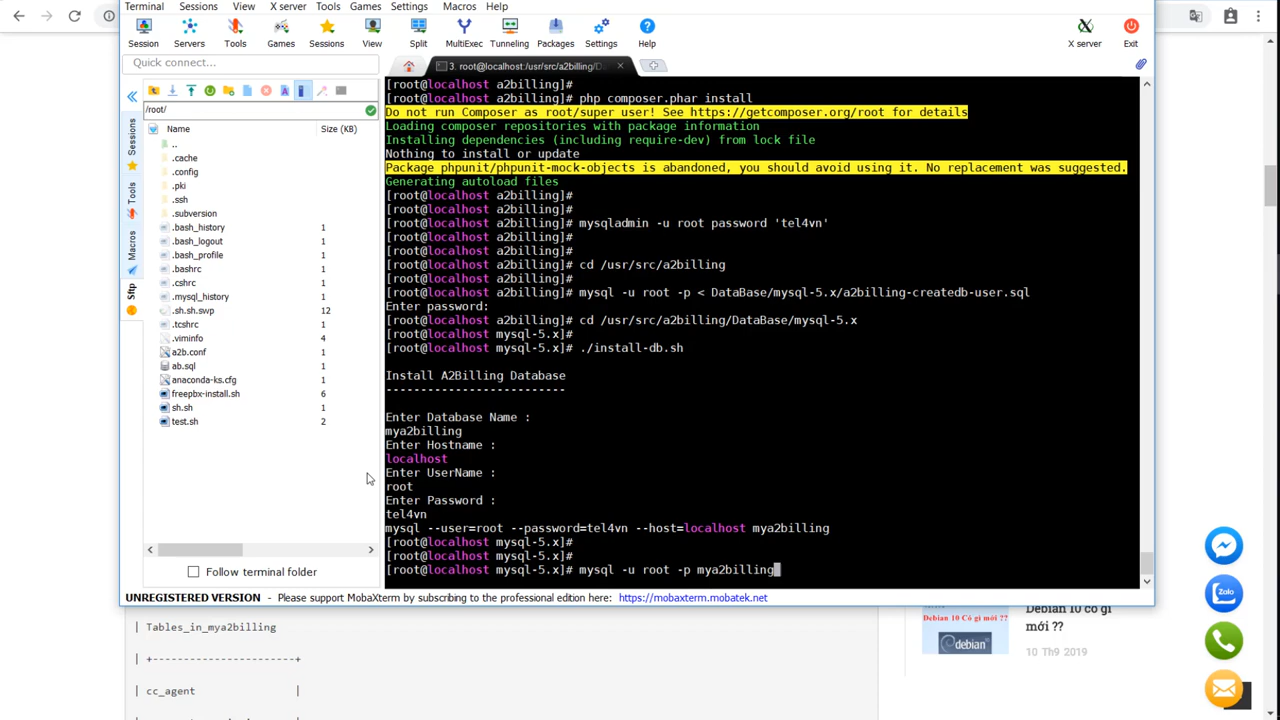 Terminal Sessions View X server Tools Games Settings Macros Help
Session Servers Tools Games Sessions View Split MultiExec Tunneling Packages Settings Help X server Exit
Quick connect...
3. root@localhost:/usr/src/a2billing/Da
/root/
Name Size (KB)
..
.cache
.config
.pki
.ssh
.subversion
.bash_history 1
.bash_logout 1
.bash_profile 1
.bashrc 1
.cshrc 1
.mysql_history 1
.sh.sh.swp 12
.tcshrc 1
.viminfo 4
a2b.conf 1
ab.sql 1
anaconda-ks.cfg 1
freepbx-install.sh 6
sh.sh 1
test.sh 2
Follow terminal folder
Sessions
Tools
Macros
Sftp
[root@localhost a2billing]#
[root@localhost a2billing]# php composer.phar install
Do not run Composer as root/super user! See https://getcomposer.org/root for details
Loading composer repositories with package information
Installing dependencies (including require-dev) from lock file
Nothing to install or update
Package phpunit/phpunit-mock-objects is abandoned, you should avoid using it. No replacement was suggested.
Generating autoload files
[root@localhost a2billing]#
[root@localhost a2billing]#
[root@localhost a2billing]# mysqladmin -u root password 'tel4vn'
[root@localhost a2billing]#
[root@localhost a2billing]#
[root@localhost a2billing]# cd /usr/src/a2billing
[root@localhost a2billing]#
[root@localhost a2billing]# mysql -u root -p < DataBase/mysql-5.x/a2billing-createdb-user.sql
Enter password:
[root@localhost a2billing]# cd /usr/src/a2billing/DataBase/mysql-5.x
[root@localhost mysql-5.x]#
[root@localhost mysql-5.x]# ./install-db.sh
Install A2Billing Database
--------------------------
Enter Database Name :
mya2billing
Enter Hostname :
localhost
Enter UserName :
root
Enter Password :
tel4vn
mysql --user=root --password=tel4vn --host=localhost mya2billing
[root@localhost mysql-5.x]#
[root@localhost mysql-5.x]#
[root@localhost mysql-5.x]# mysql -u root -p mya2billing
UNREGISTERED VERSION - Please support MobaXterm by subscribing to the professional edition here: https://mobaxterm.mobatek.net
| Tables_in_mya2billing
| +-----------------------+
| cc_agent |
Debian 10 Có gì mới ??
debian
Debian 10 có gì
mới ??
10 Th9 2019
Zalo